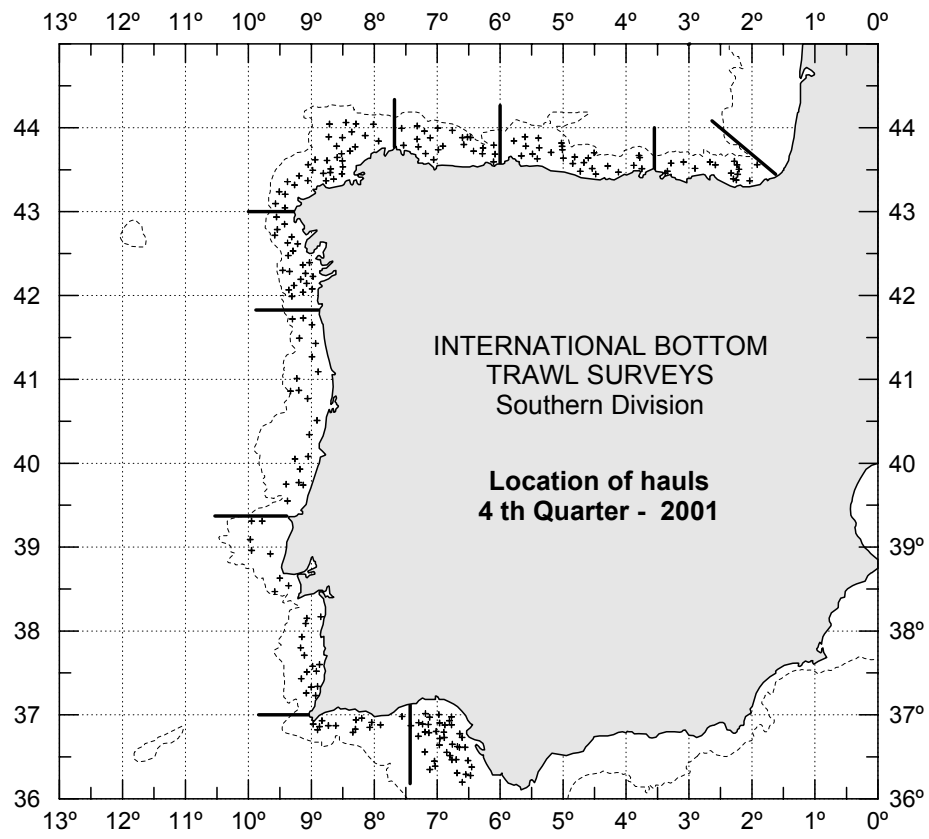 13º 12º 11º 10º 9º 8º 7º 6º 5º 4º 3º 2º 1º 0º
44 44
43 43
42 42
INTERNATIONAL BOTTOM
TRAWL SURVEYS
41 41
Southern Division
40 40
Location of hauls
4 th Quarter - 2001
39 39º
38 38º
37 37º
36 36º
13º 12º 11º 10º 9º 8º 7º 6º 5º 4º 3º 2º 1º 0º